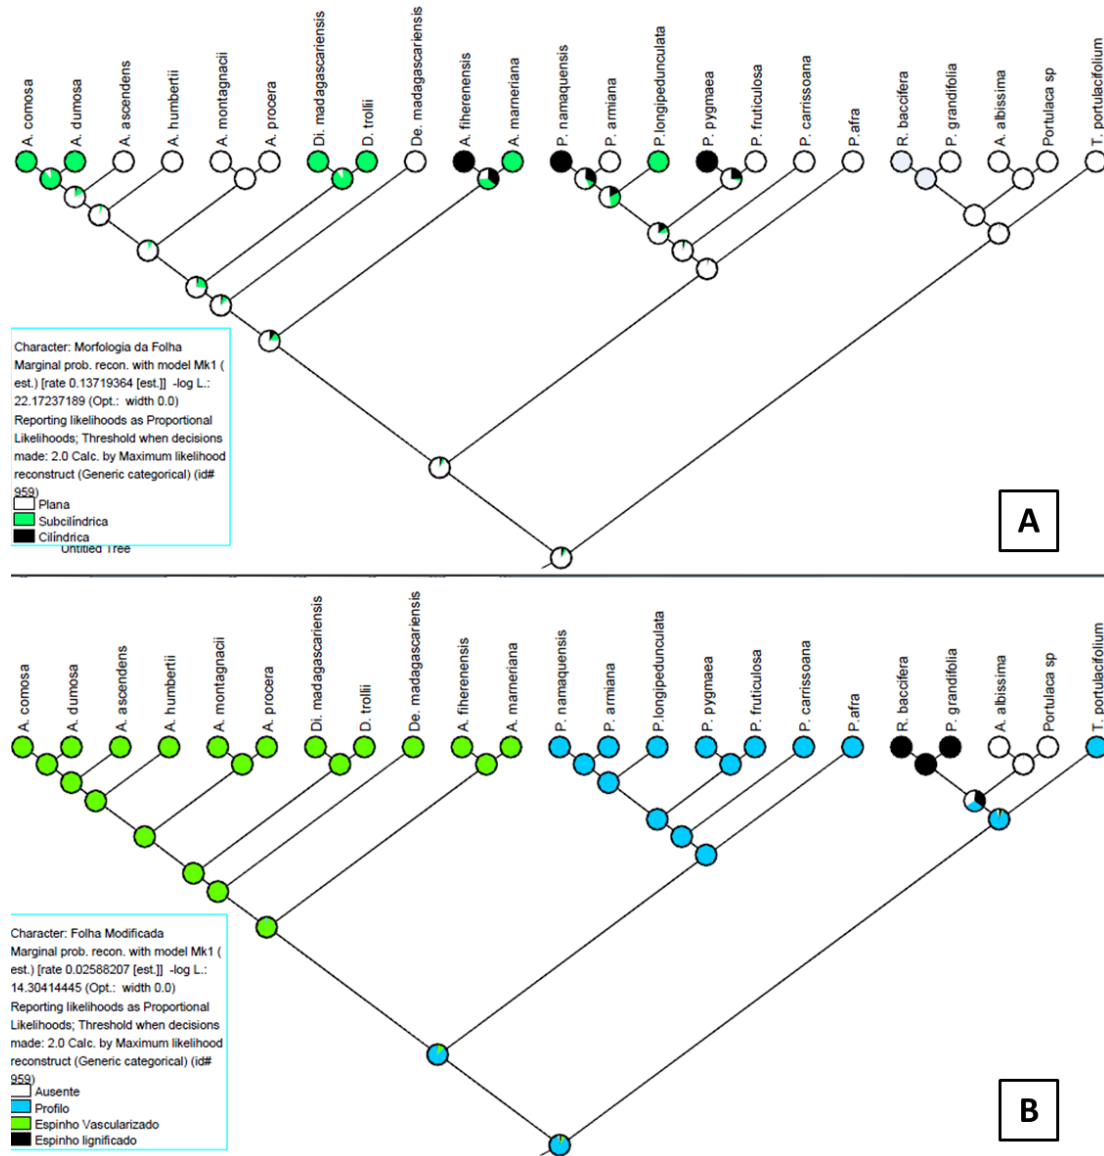 A. comosa
A. dumosa
A. ascendens
A. humbertii
A. montagnacii
A. procera
Di. madagascariensis
D. trollii
De. madagascariensis
A. fiherenensis
A. marneriana
P. namaquensis
P. armiana
P.longipedunculata
P. pygmaea
P. fruticulosa
P. carrissoana
P.afra
R. baccifera
P. grandifolia
A. albissima
Portulaca sp
T. portulacifolium
Character: Morfologia da Folha
Marginal prob. recon. with model Mk1 (
est.) [rate 0.13719364 [est.]] -log L.:
22.17237189 (Opt.: width 0.0)
Reporting likelihoods as Proportional
Likelihoods; Threshold when decisions
made: 2.0 Calc. by Maximum likelihood
reconstruct (Generic categorical) (id#
959)
Plana
Subcilíndrica
Cilíndrica
Untitled Tree
A
A. comosa
A. dumosa
A. ascendens
A. humbertii
A. montagnacii
A. procera
Di. madagascariensis
D. trollii
De. madagascariensis
A. fiherenensis
A. marneriana
P. namaquensis
P. armiana
P.longipedunculata
P. pygmaea
P. fruticulosa
P. carrissoana
P.afra
R. baccifera
P. grandifolia
A. albissima
Portulaca sp
T. portulacifolium
Character: Folha Modificada
Marginal prob. recon. with model Mk1 (
est.) [rate 0.02588207 [est.]] -log L.:
14.30414445 (Opt.: width 0.0)
Reporting likelihoods as Proportional
Likelihoods; Threshold when decisions
made: 2.0 Calc. by Maximum likelihood
reconstruct (Generic categorical) (id#
959)
Ausente
Profilo
Espinho Vascularizado
Espinho lignificado
B